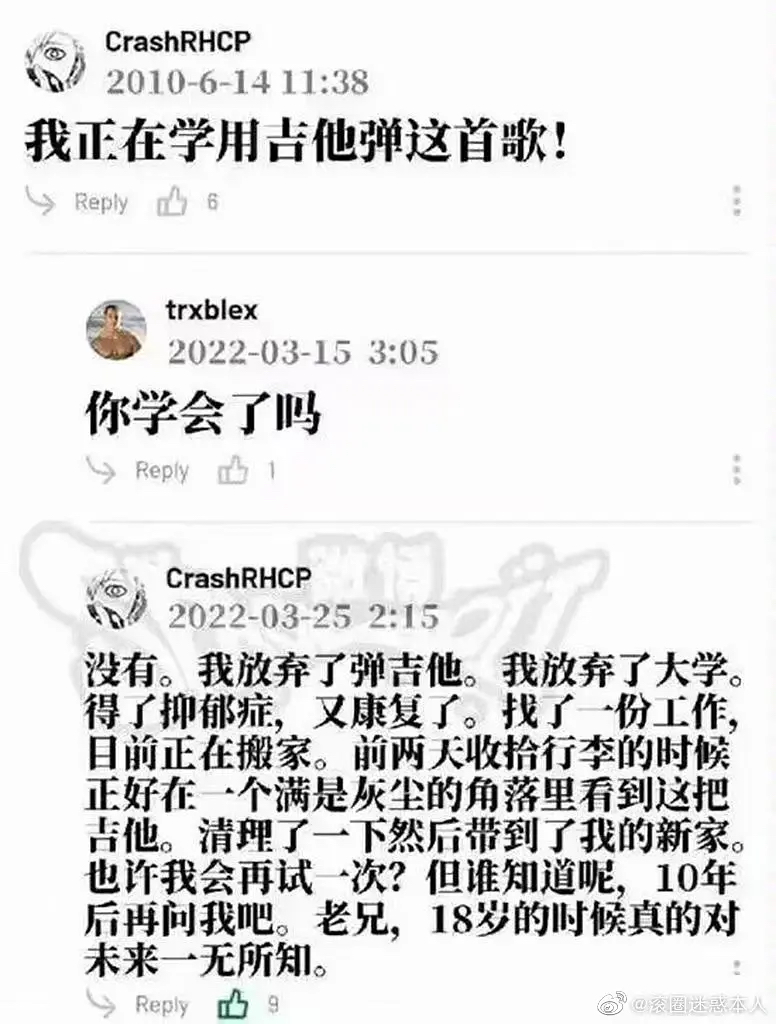 CrashRHCP
2010-6-14 11:38
我正在学用吉他弹这首歌!
Reply 6
trxblex
2022-03-15 3:05
你学会了吗
Reply 1
CrashRHCP
2022-03-25 2:15
没有。我放弃了弹吉他。我放弃了大学。
得了抑郁症，又康复了。找了一份工作，
目前正在搬家。前两天收拾行李的时候
正好在一个满是灰尘的角落里看到这把
吉他。清理了一下然后带到了我的新家。
也许我会再试一次？但谁知道呢，10年
后再问我吧。老兄，18岁的时候真的对
未来一无所知。
Reply 9
@滚圈迷惑本人